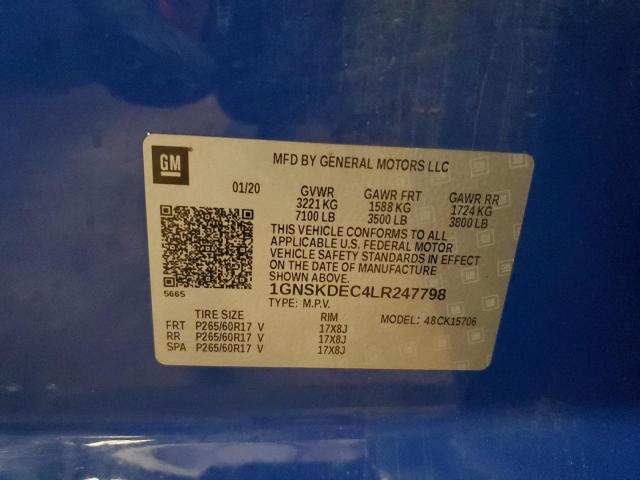 GM
MFD BY GENERAL MOTORS LLC
01/20 GVWR GAWR FRT GAWR RR
3221 KG 1588 KG 1724 KG
7100 LB 3500 LB 3800 LB
THIS VEHICLE CONFORMS TO ALL
APPLICABLE U.S. FEDERAL MOTOR
VEHICLE SAFETY STANDARDS IN EFFECT
ON THE DATE OF MANUFACTURE
SHOWN ABOVE.
5665
1GNSKDEC4LR247798
TYPE: M.P.V. MODEL: 48CK15706
TIRE SIZE RIM
FRT P265/60R17 V 17X8J
RR P265/60R17 V 17X8J
SPA P265/60R17 V 17X8J